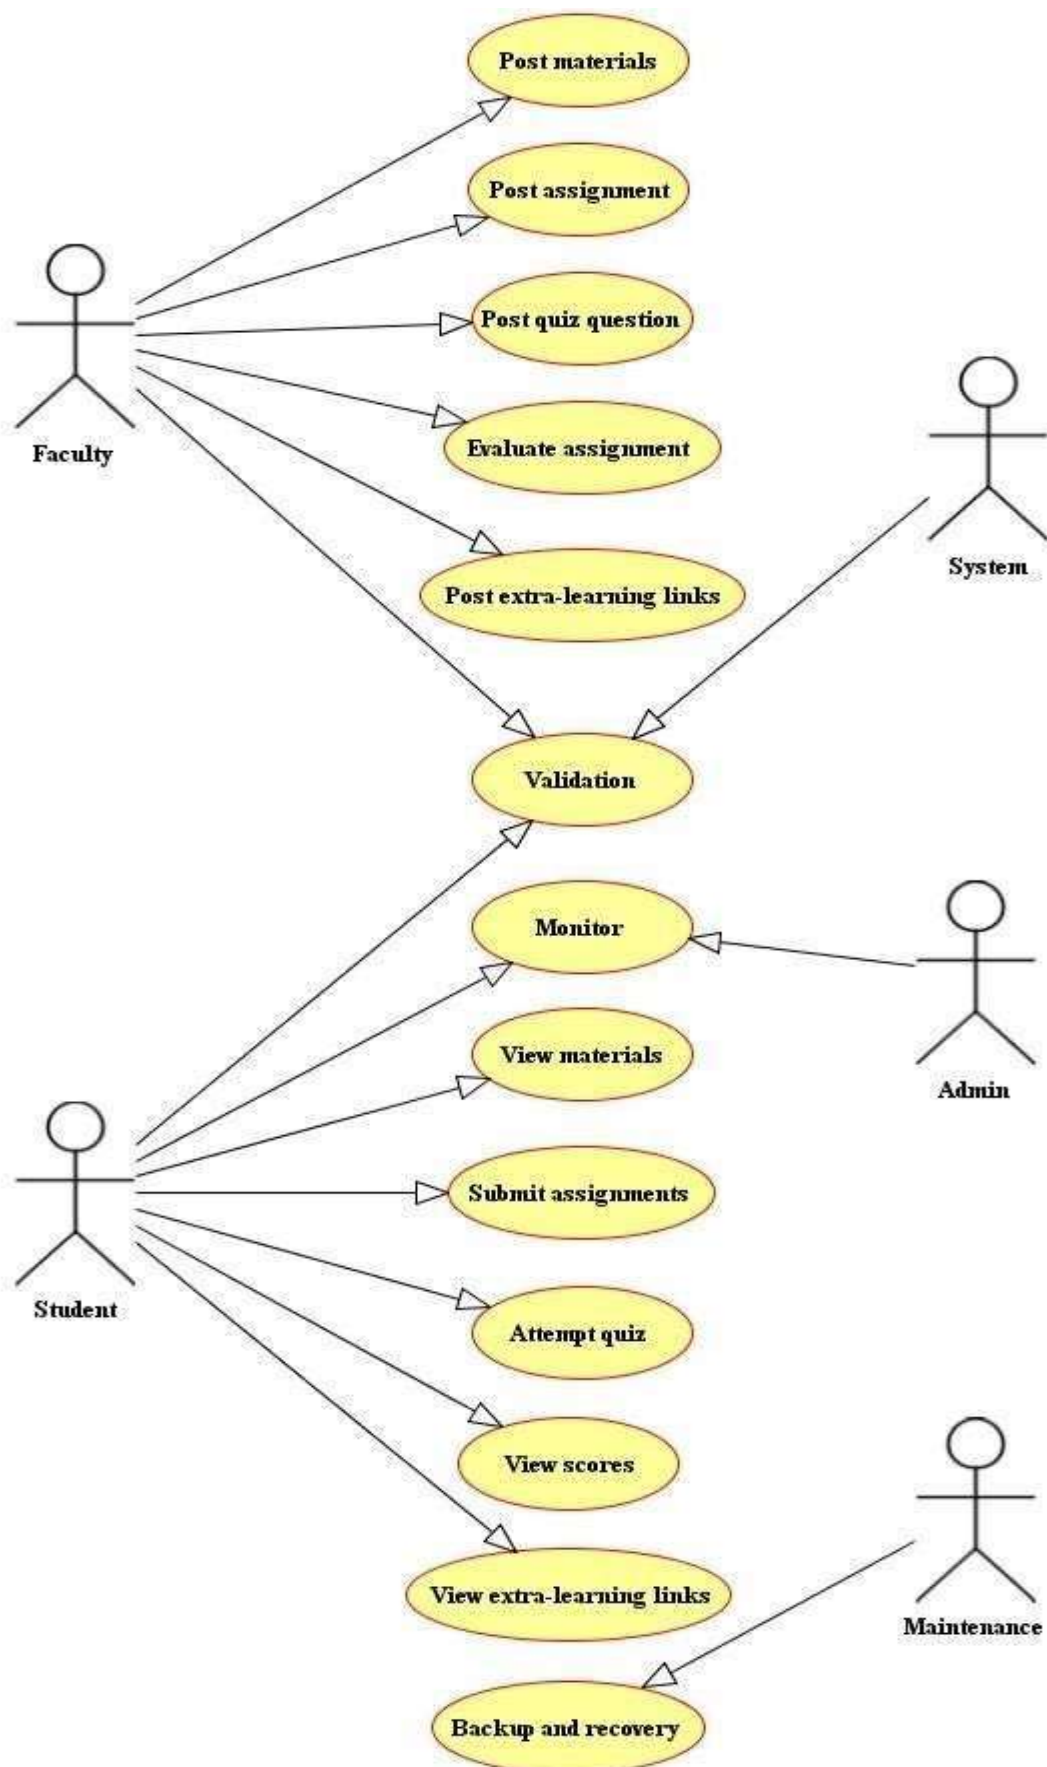 Post materials
Post assignment
Post quiz question
Evaluate assignment
Faculty
System
Post extra-learning links
Validation
Monitor
View materials
Admin
Submit assignments
Student
Attempt quiz
View scores
View extra-learning links
Maintenance
Backup and recovery